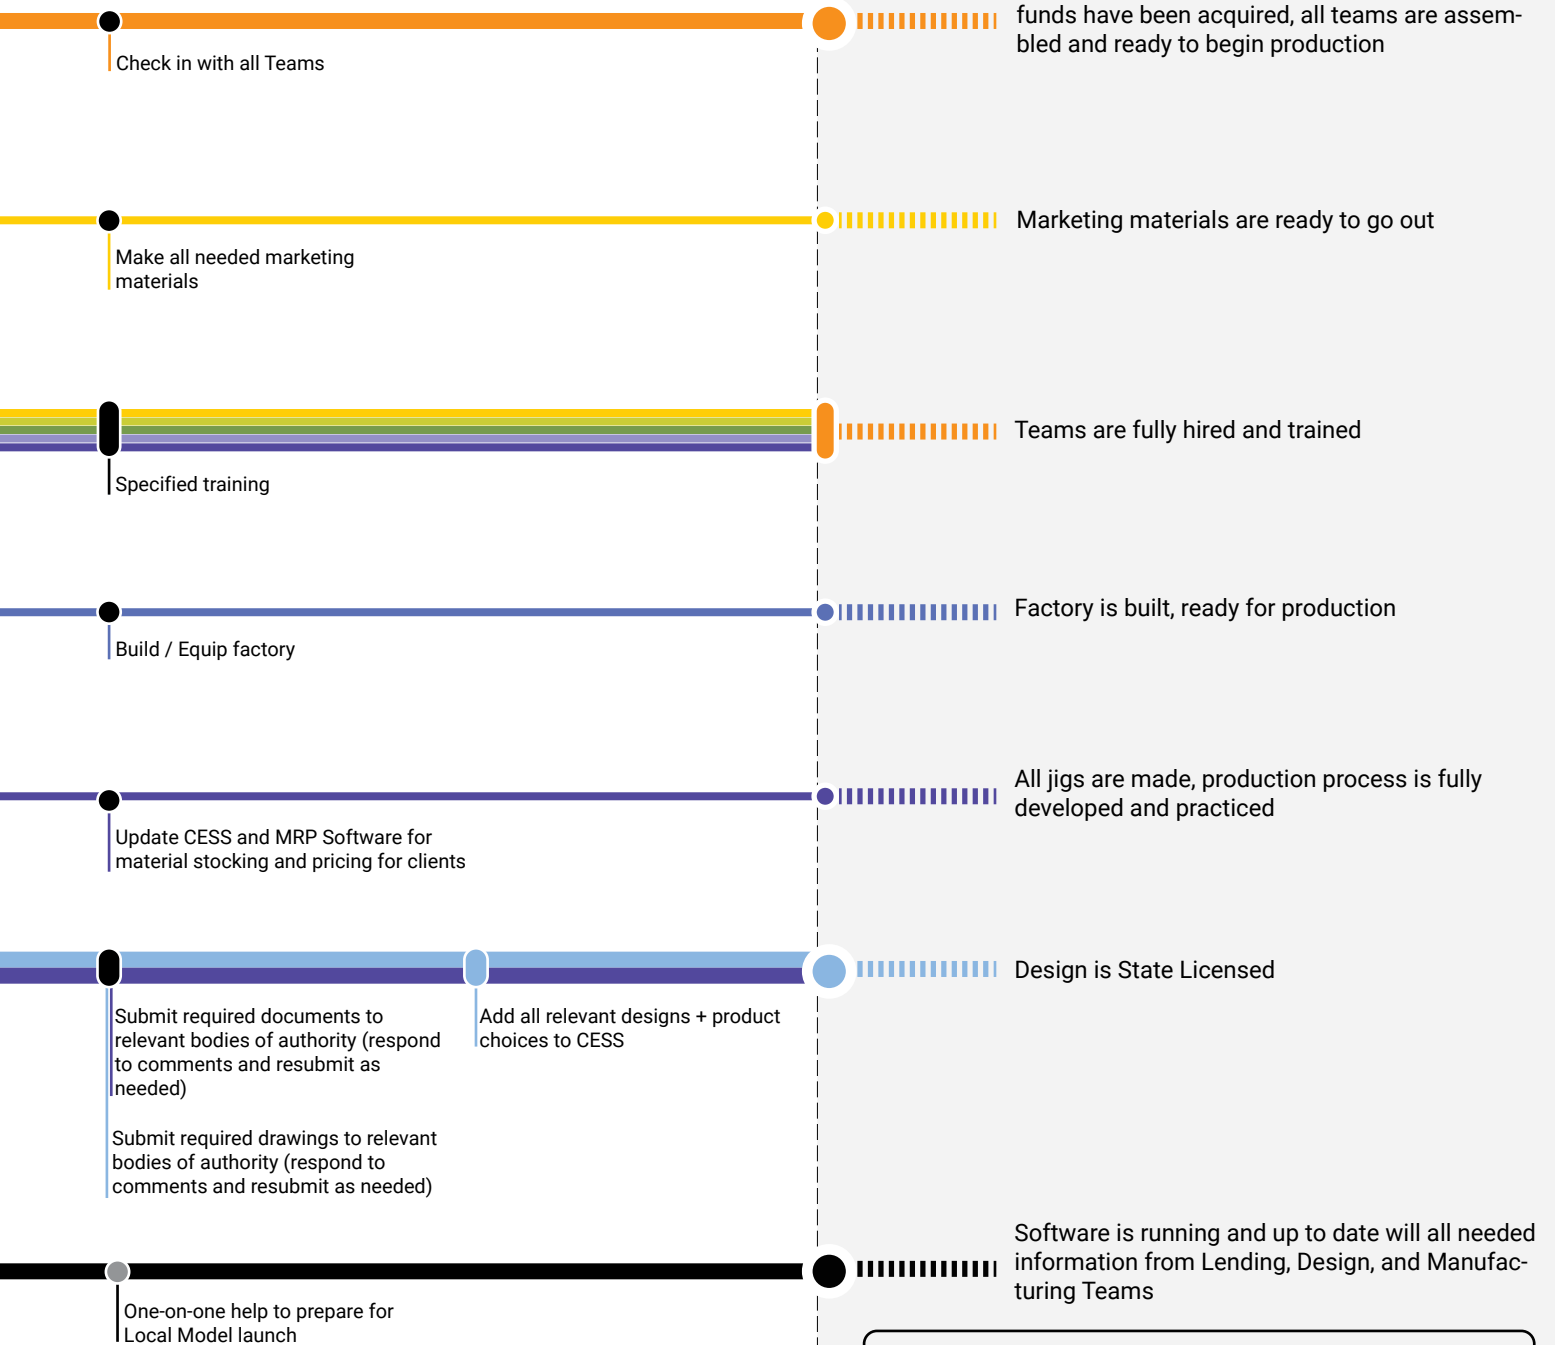 funds have been acquired, all teams are assem-
bled and ready to begin production
Check in with all Teams
Marketing materials are ready to go out
Make all needed marketing
materials
Teams are fully hired and trained
Specified training
Factory is built, ready for production
Build / Equip factory
All jigs are made, production process is fully
developed and practiced
Update CESS and MRP Software for
material stocking and pricing for clients
Design is State Licensed
Submit required documents to
relevant bodies of authority (respond
to comments and resubmit as
needed)
Add all relevant designs + product
choices to CESS
Submit required drawings to relevant
bodies of authority (respond to
comments and resubmit as needed)
Software is running and up to date will all needed
information from Lending, Design, and Manufac-
turing Teams
One-on-one help to prepare for
Local Model launch